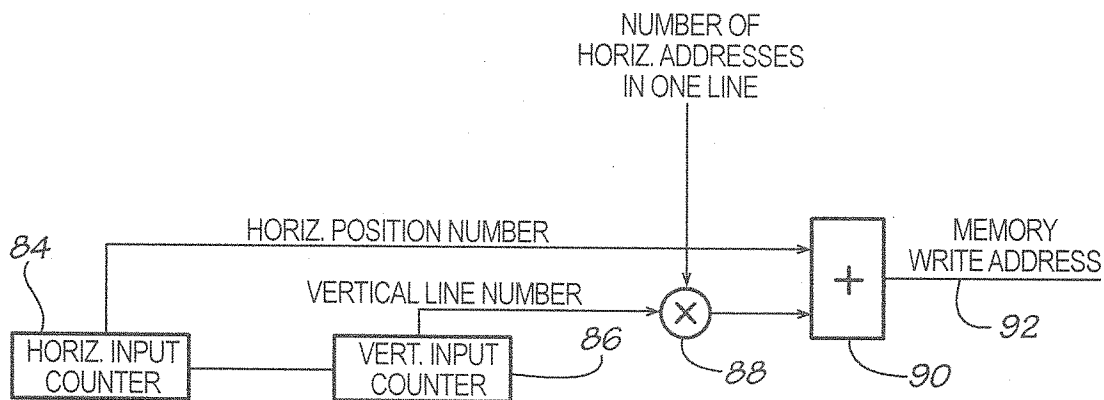 NUMBER OF
HORIZ. ADDRESSES
IN ONE LINE
HORIZ. POSITION NUMBER
84
MEMORY
WRITE ADDRESS
+
VERTICAL LINE NUMBER
×
86
88
90
92
HORIZ. INPUT
COUNTER
VERT. INPUT
COUNTER